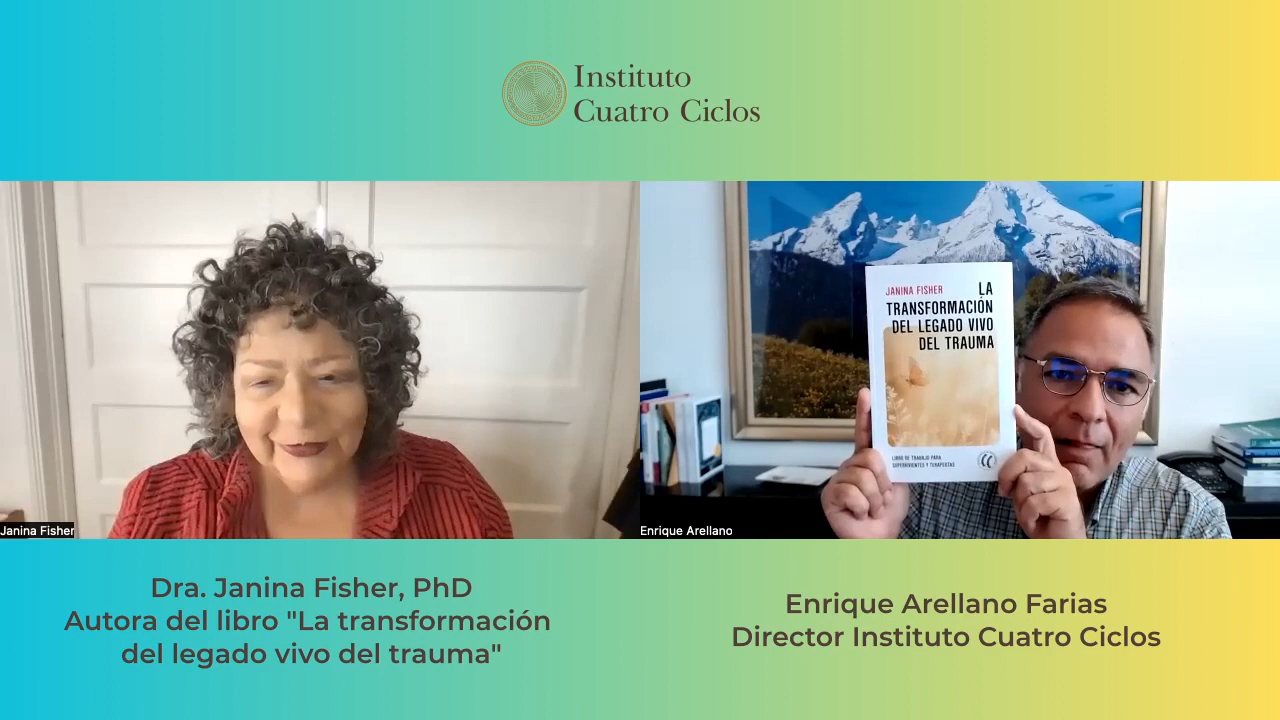 Instituto
Cuatro Ciclos
JANINA FISHER
LA
TRANSFORMACIÓN
DEL LEGADO VIVO
DEL TRAUMA
LIBRO DE TRABAJO PARA
SUPERVIVIENTES Y TERAPEUTAS
Janina Fisher
Enrique Arellano
Dra. Janina Fisher, PhD
Autora del libro "La transformación
del legado vivo del trauma"
Enrique Arellano Farias
Director Instituto Cuatro Ciclos